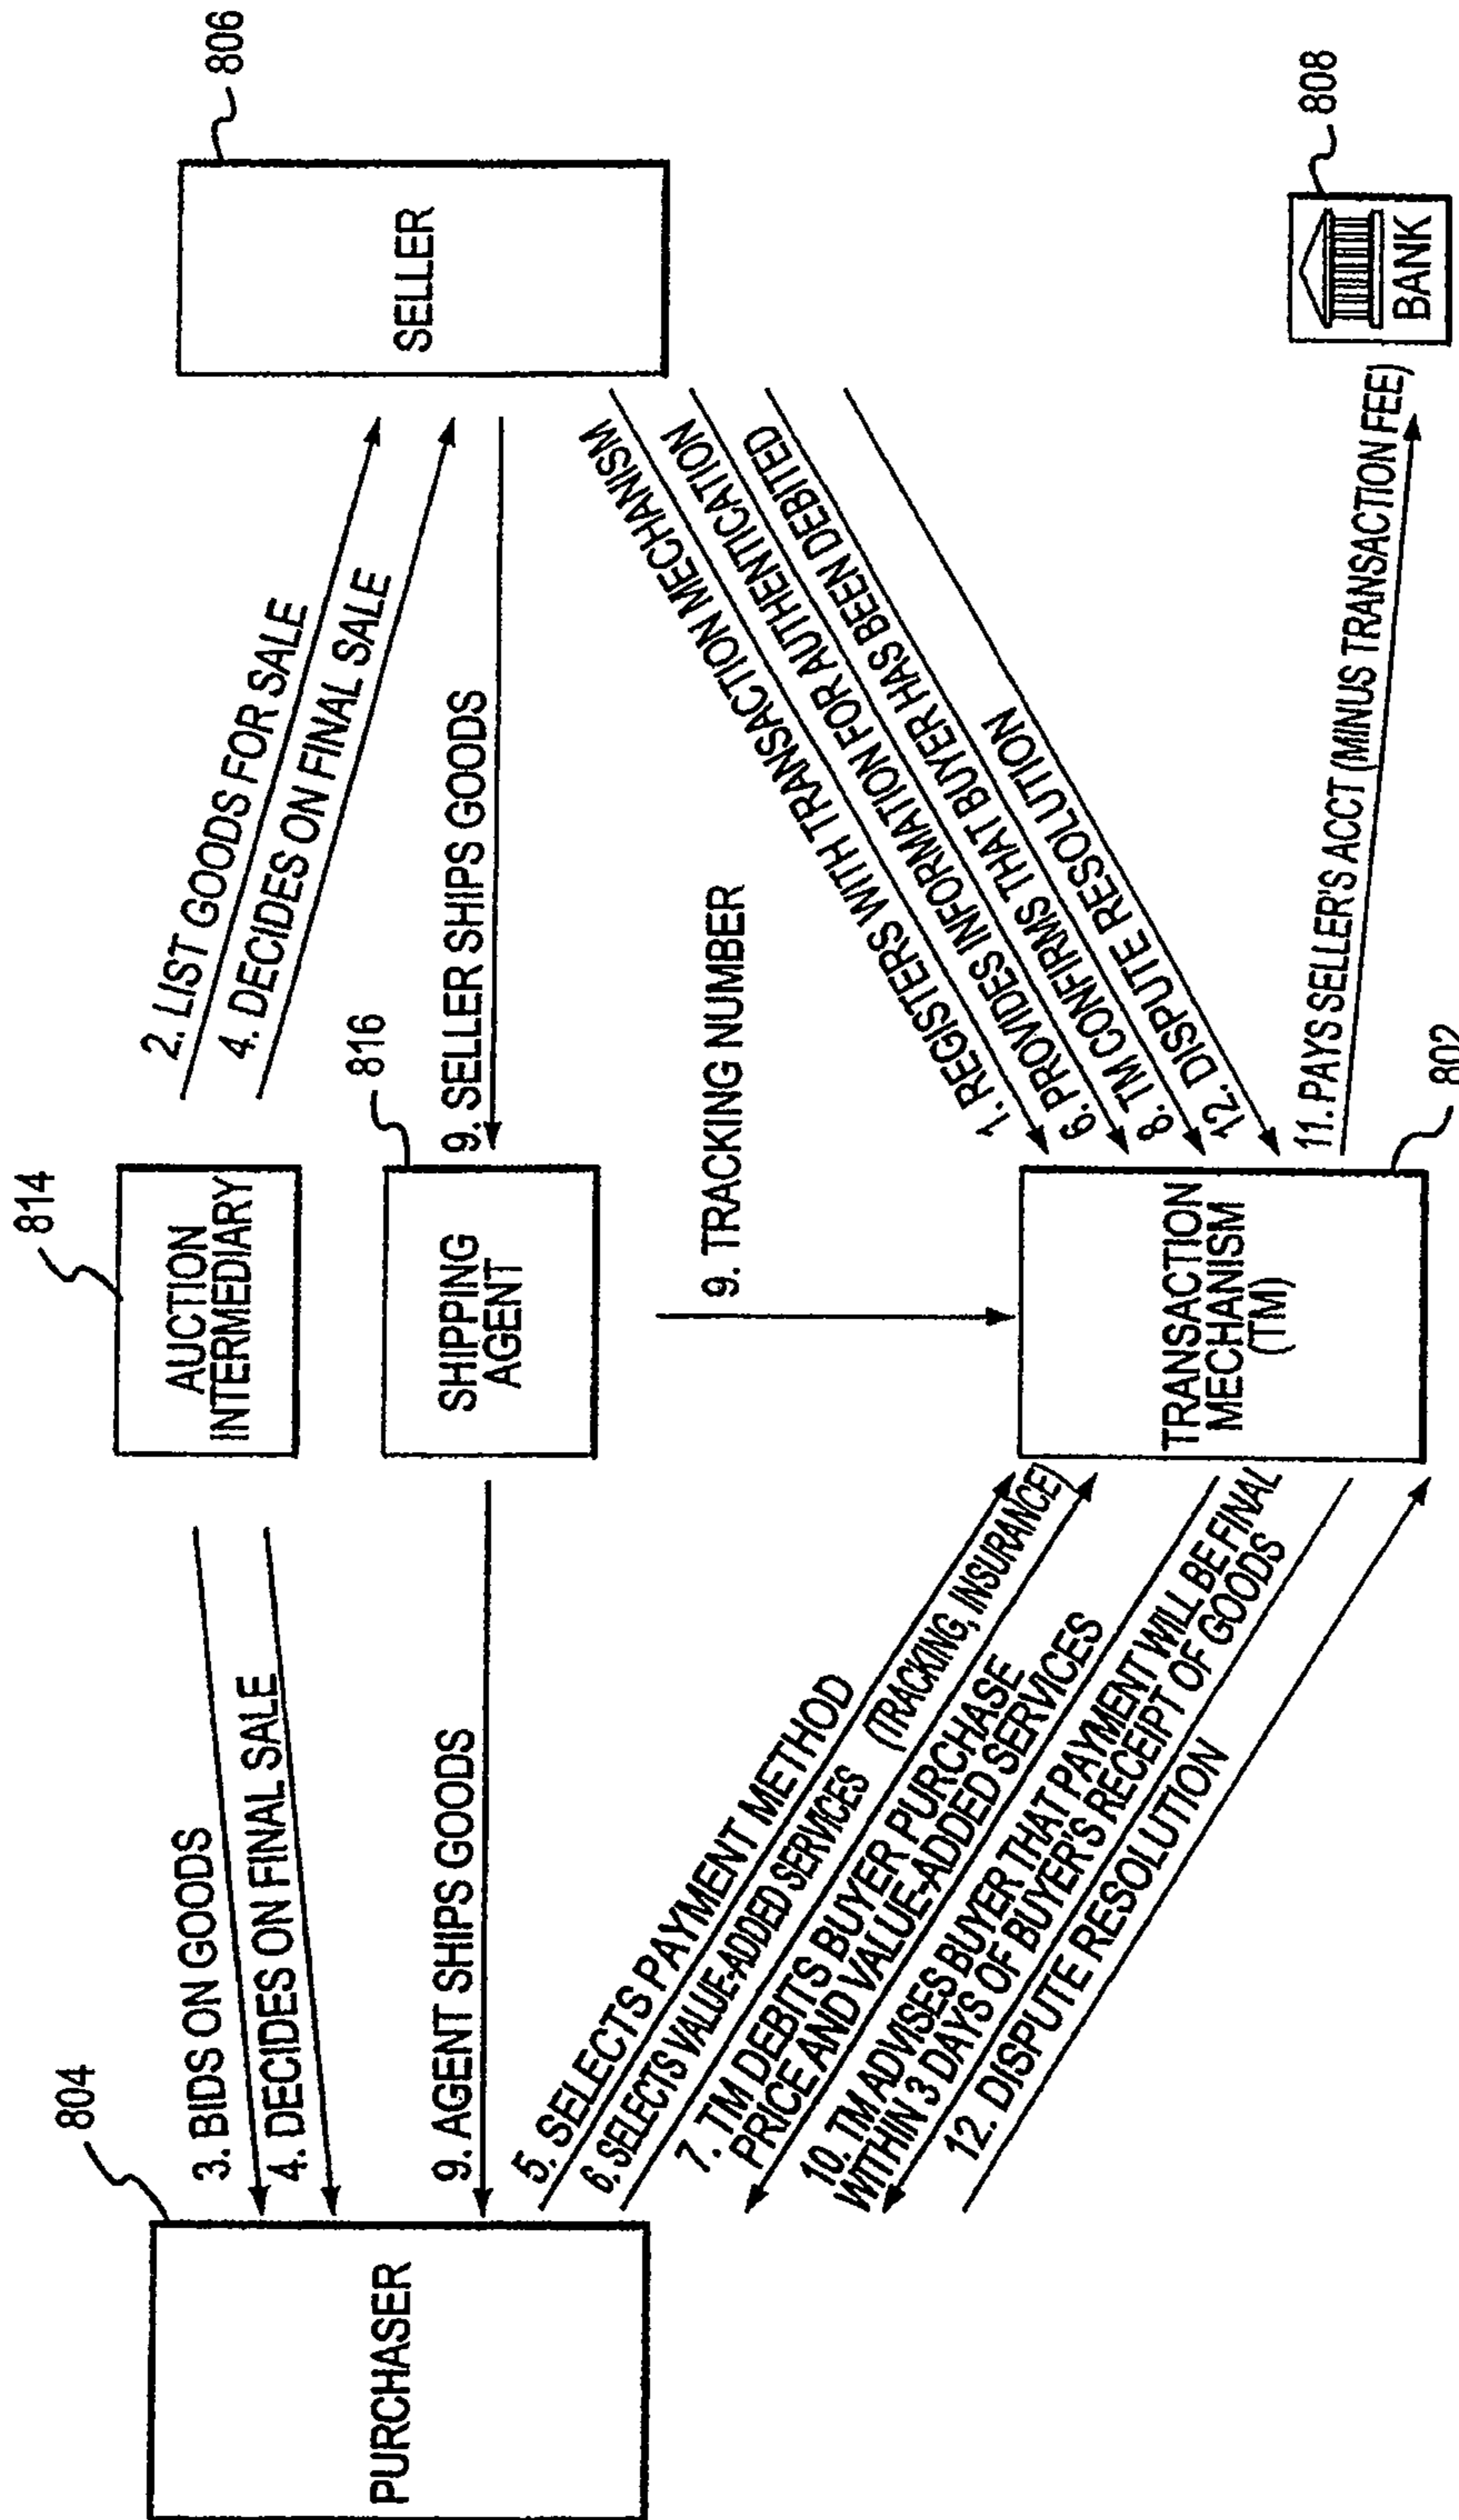 804
PURCHASER
814
AUCTION
INTERMEDIARY
816
SHIPPING
AGENT
806
SELLER
3. BIDS ON GOODS
4. DECIDES ON FINAL SALE
9. AGENT SHIPS GOODS
2. LIST GOODS FOR SALE
4. DECIDES ON FINAL SALE
9. SELLER SHIPS GOODS
9. TRACKING NUMBER
5. SELECTS PAYMENT METHOD
6. SELECTS VALUE-ADDED SERVICES (TRACKING, INSURANCE)
7. TM DEBITS BUYER PURCHASE
PRICE AND VALUE-ADDED SERVICES
10. TM ADVISES BUYER THAT PAYMENT WILL BE FINAL
WITHIN 3 DAYS OF BUYER'S RECEIPT OF GOODS
12. DISPUTE RESOLUTION
1. REGISTERS WITH TRANSACTION MECHANISM
6. PROVIDES INFORMATION FOR AUTHENTICATION
8. TM CONFIRMS THAT BUYER HAS BEEN DEBITED
12. DISPUTE RESOLUTION
TRANSACTION
MECHANISM
(TM)
802
11. PAYS SELLER'S ACCT (MINUS TRANSACTION FEE)
808
BANK